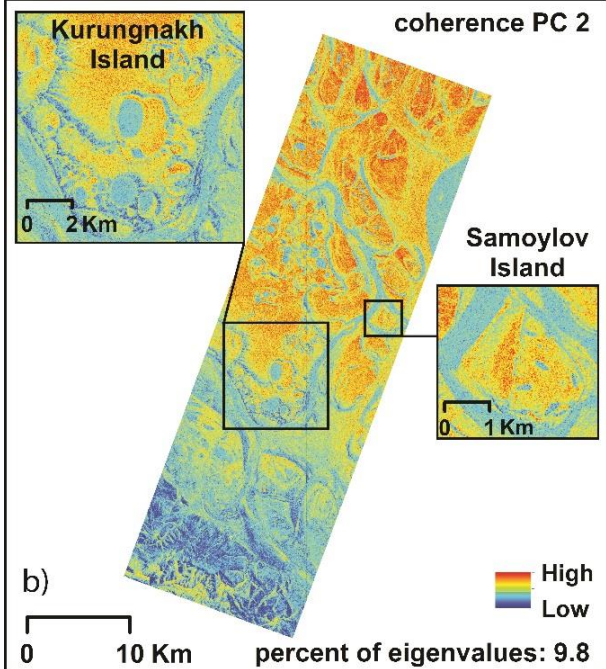 Kurungnakh
Island
coherence PC 2
0 2 Km
Samoylov
Island
0 1 Km
b)
High
Low
0 10 Km
percent of eigenvalues: 9.8